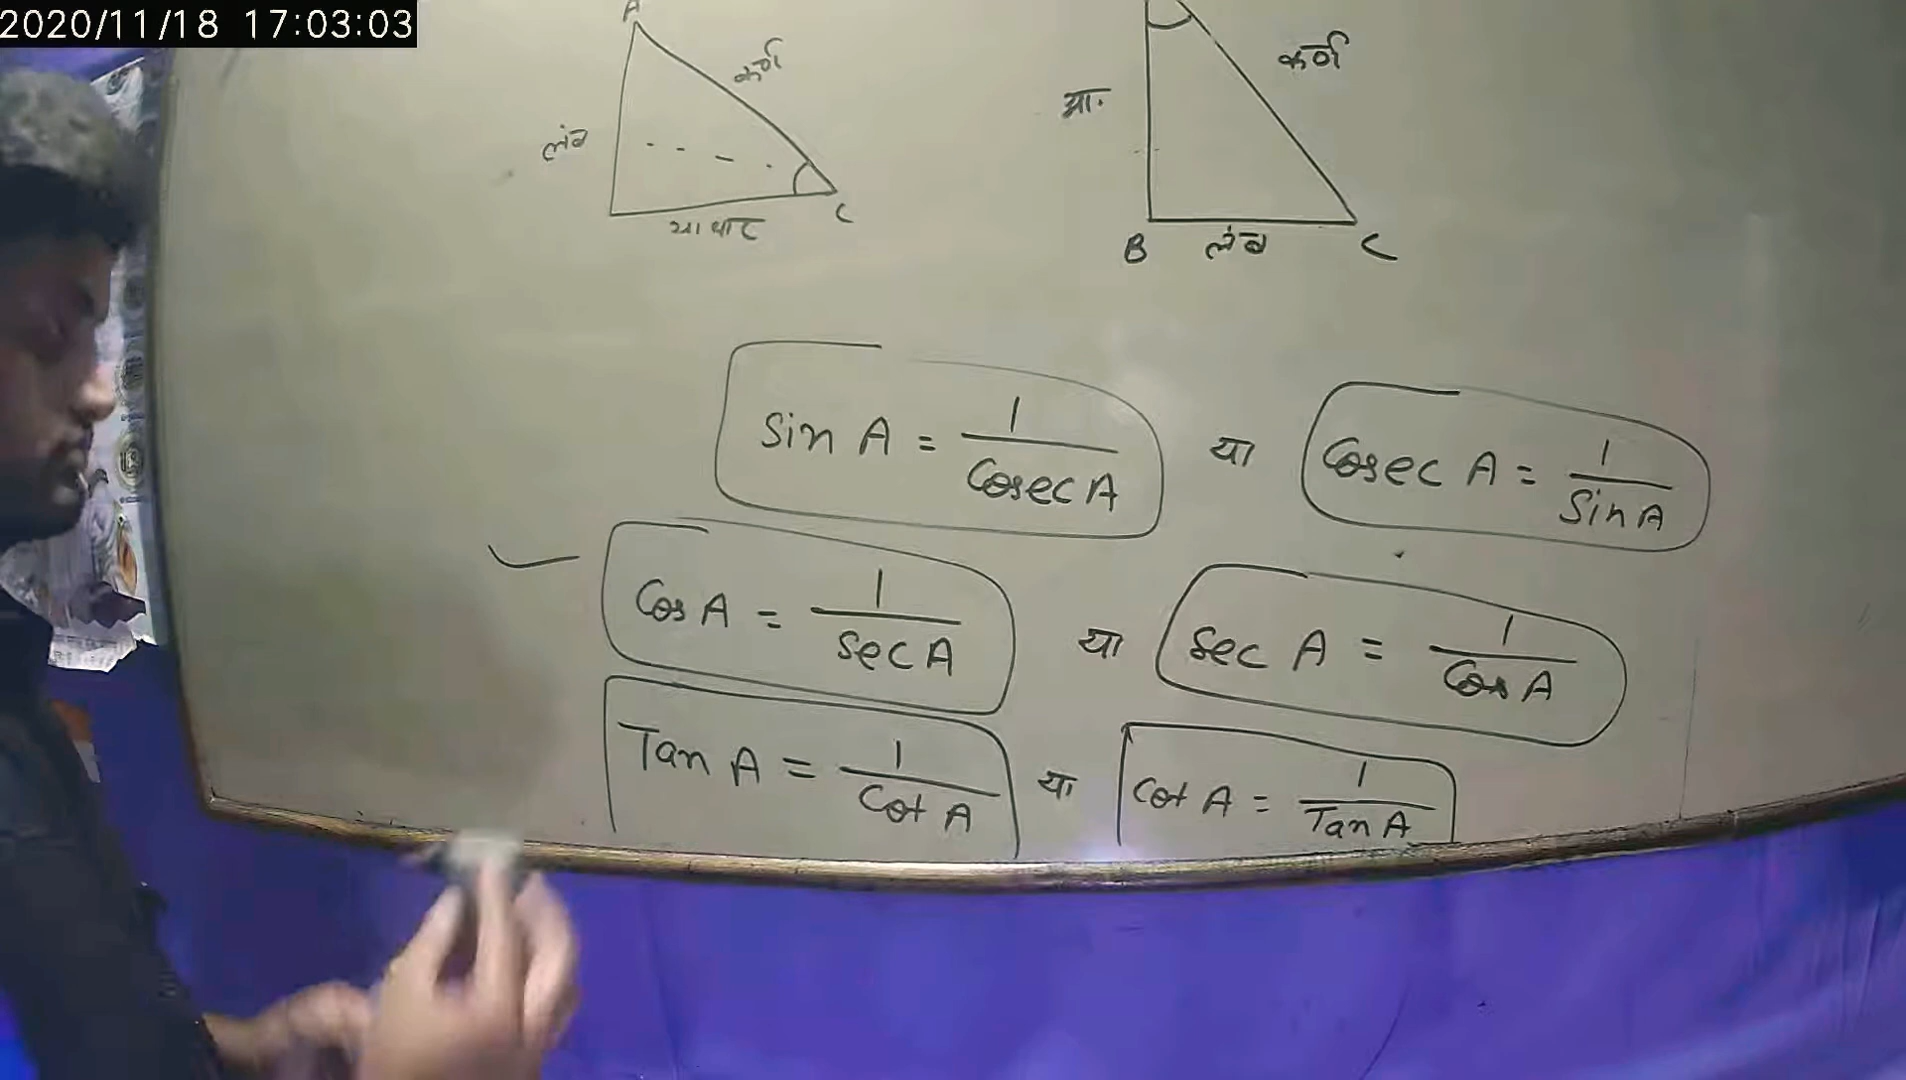 2020/11/18 17:03:03
A
कर्ण
लंब
आधार
C
कर्ण
आ.
B लंब C
Sin A = 1/Cosec A या Cosec A = 1/Sin A
Cos A = 1/Sec A या Sec A = 1/Cos A
Tan A = 1/Cot A या Cot A = 1/Tan A